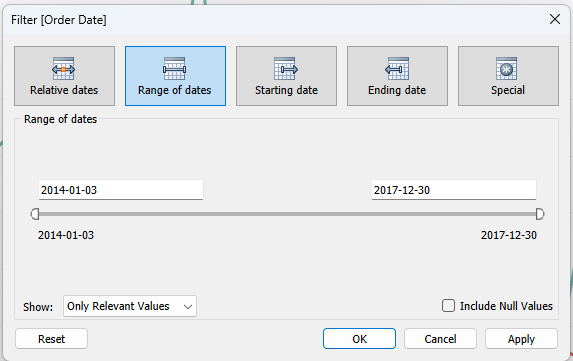 Filter [Order Date]
Relative dates
Range of dates
Starting date
Ending date
Special
Range of dates
2014-01-03
2017-12-30
2014-01-03
2017-12-30
Show:
Only Relevant Values
Include Null Values
Reset
OK
Cancel
Apply